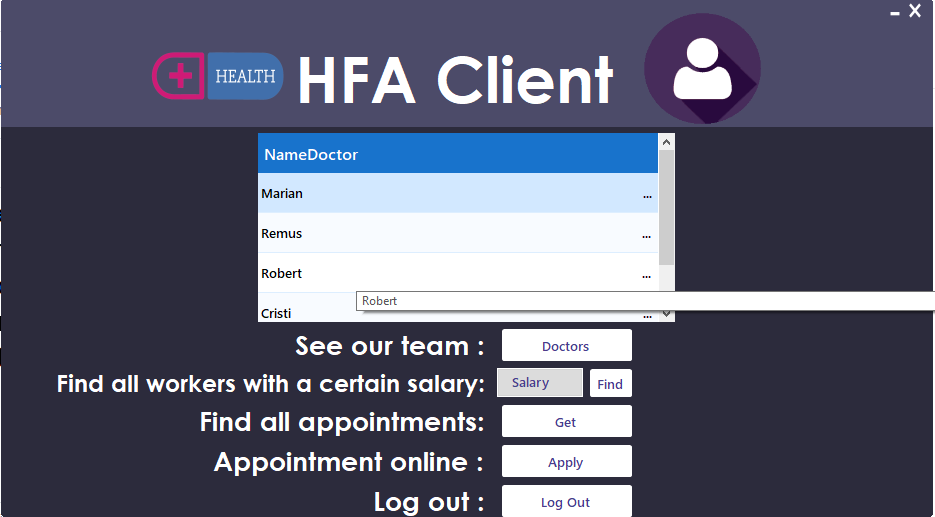 HEALTH
HFA Client
NameDoctor
Marian ...
Remus ...
Robert ...
Robert
Cristi ...
See our team : Doctors
Find all workers with a certain salary: Salary Find
Find all appointments: Get
Appointment online : Apply
Log out : Log Out